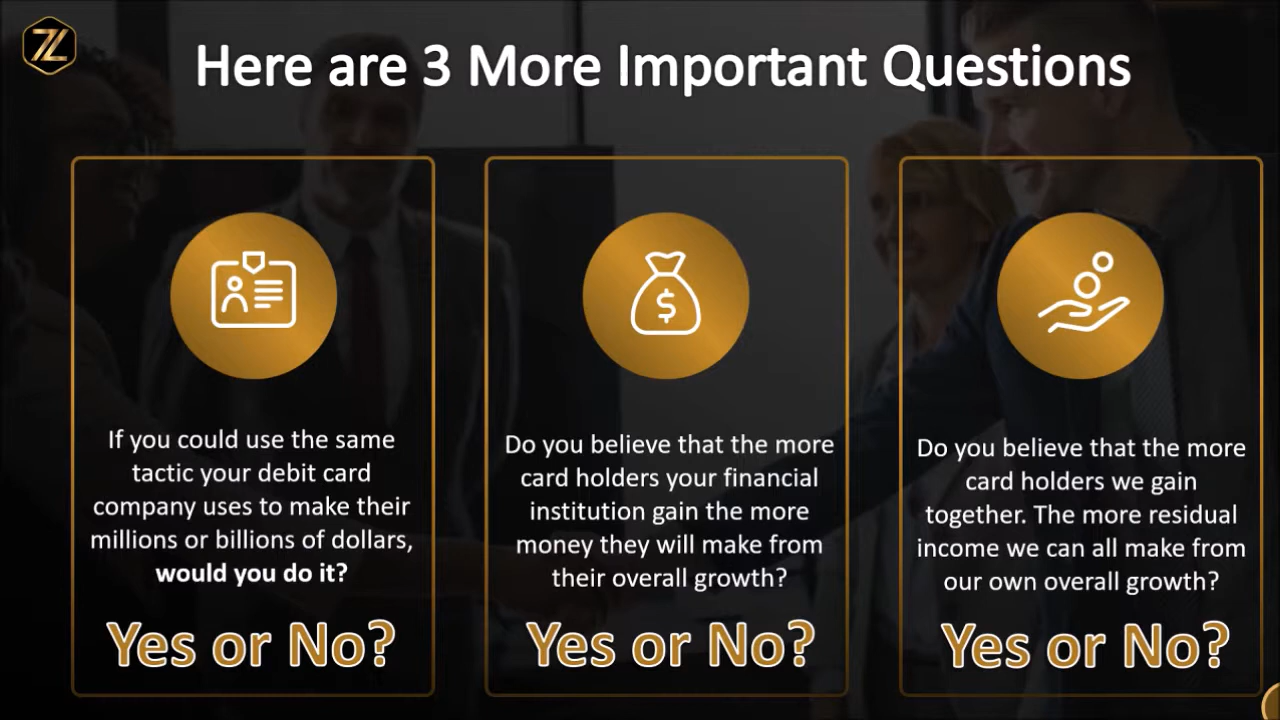 Here are 3 More Important Questions
If you could use the same
tactic your debit card
company uses to make their
millions or billions of dollars,
would you do it?
Yes or No?
Do you believe that the more
card holders your financial
institution gain the more
money they will make from
their overall growth?
Yes or No?
Do you believe that the more
card holders we gain
together. The more residual
income we can all make from
our own overall growth?
Yes or No?